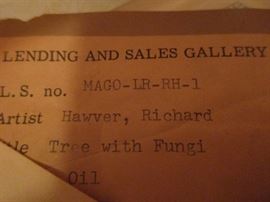 LENDING AND SALES GALLERY
L.S. no. MAGO-LR-RH-1
Artist Hawver, Richard
Tree with Fungi
Oil